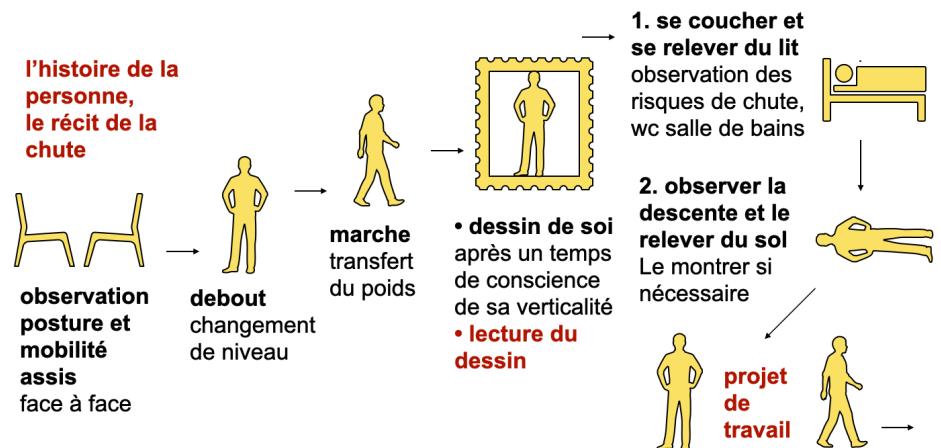 l'histoire de la
personne,
le récit de la
chute
observation
posture et
mobilité
assis
face à face
debout
changement
de niveau
marche
transfert
du poids
• dessin de soi
après un temps
de conscience
de sa verticalité
• lecture du
dessin
1. se coucher et
se relever du lit
observation des
risques de chute,
wc salle de bains
2. observer la
descente et le
relever du sol
Le montrer si
nécessaire
projet
de
travail